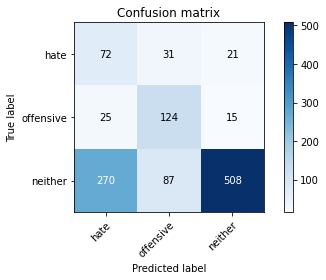 Confusion matrix
hate 72 31 21
offensive 25 124 15
neither 270 87 508
hate offensive neither
True label
Predicted label
500
400
300
200
100